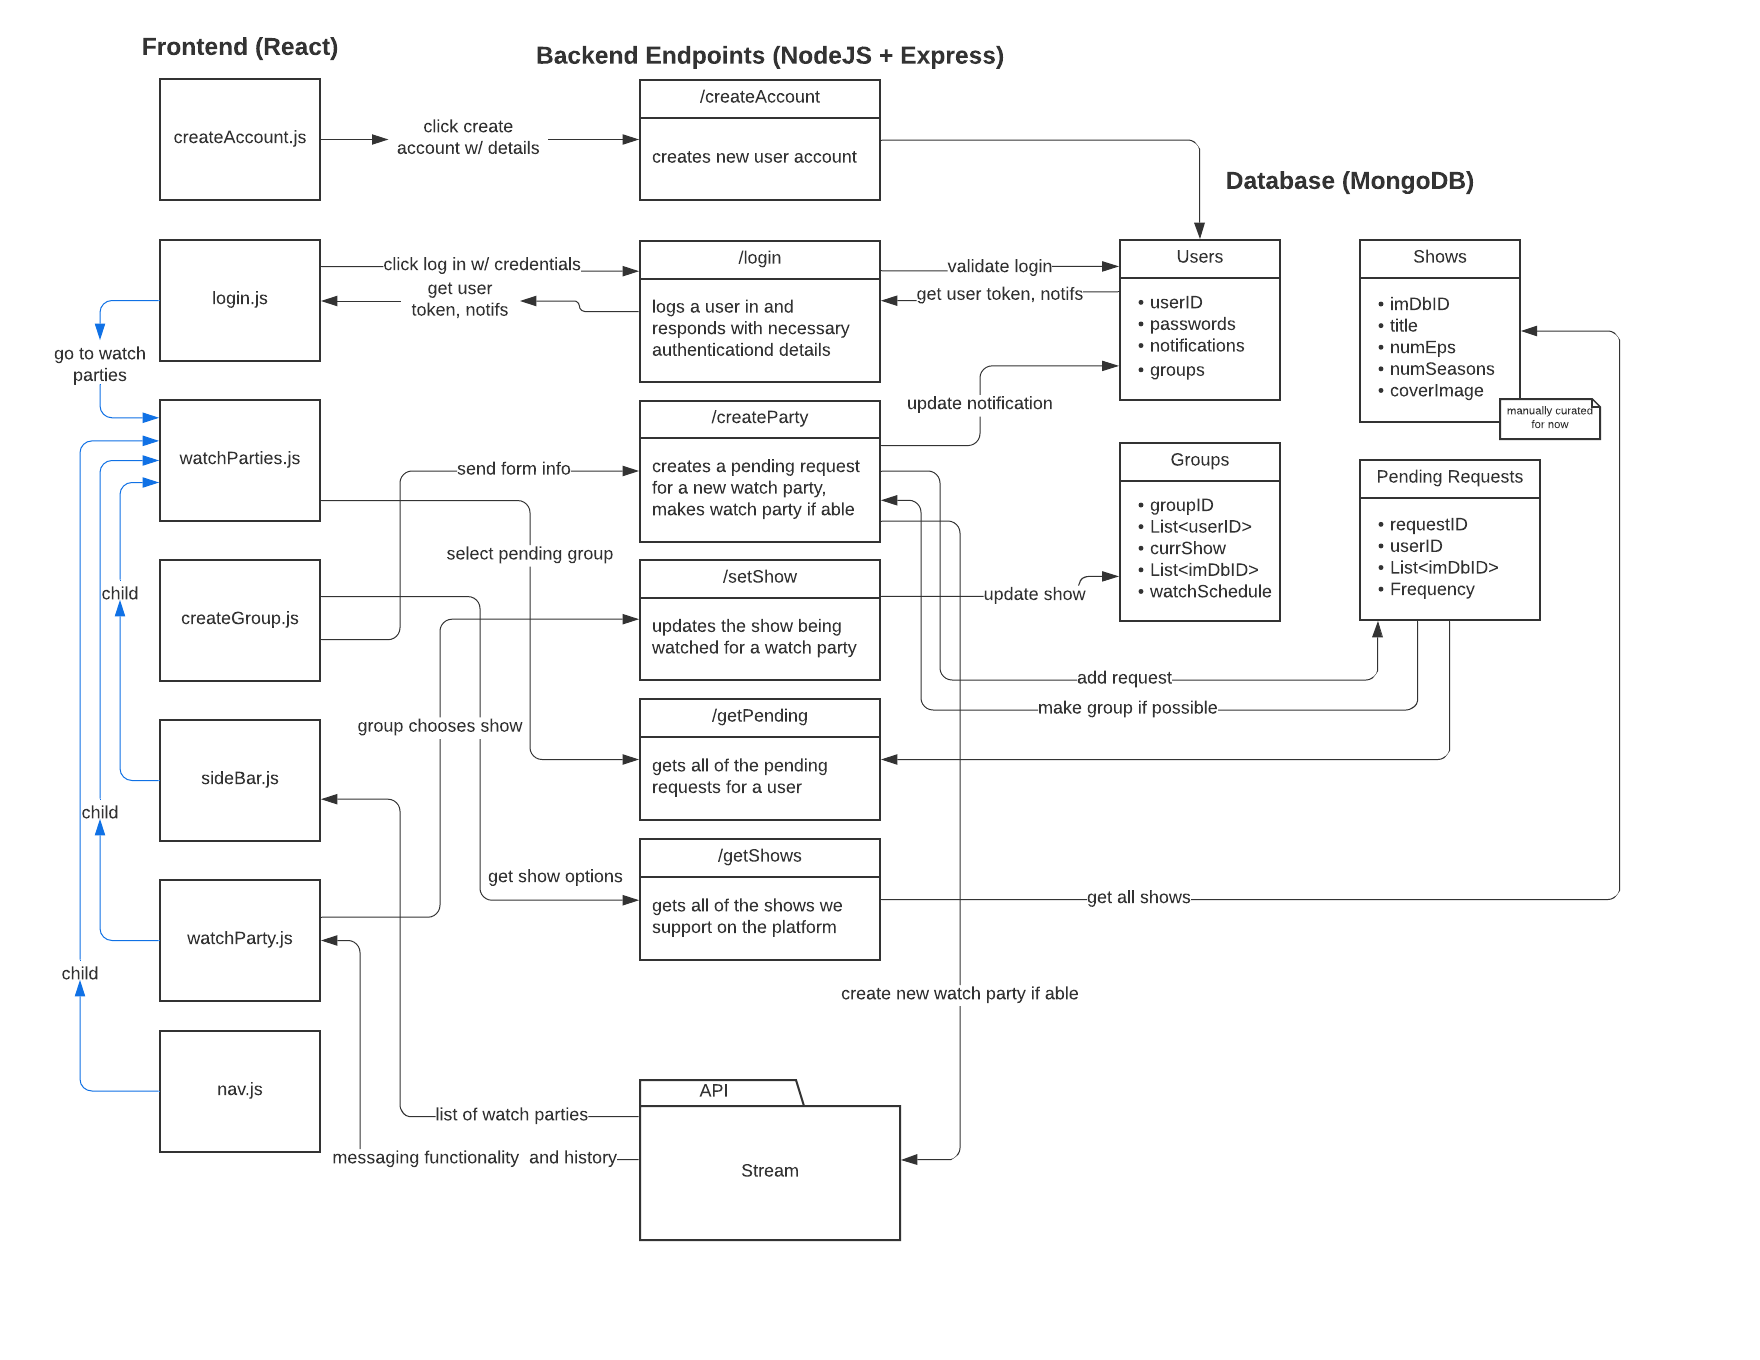 Frontend (React)
Backend Endpoints (NodeJS + Express)
Database (MongoDB)
createAccount.js
click create
account w/ details
/createAccount
creates new user account
login.js
click log in w/ credentials
get user
token, notifs
/login
logs a user in and
responds with necessary
authenticationd details
validate login
get user token, notifs
Users
• userID
• passwords
• notifications
• groups
Shows
• imDbID
• title
• numEps
• numSeasons
• coverImage
manually curated
for now
go to watch
parties
watchParties.js
send form info
/createParty
creates a pending request
for a new watch party,
makes watch party if able
update notification
Groups
• groupID
• List<userID>
• currShow
• List<imDbID>
• watchSchedule
Pending Requests
• requestID
• userID
• List<imDbID>
• Frequency
select pending group
child
createGroup.js
/setShow
updates the show being
watched for a watch party
update show
add request
make group if possible
group chooses show
/getPending
gets all of the pending
requests for a user
sideBar.js
child
get show options
/getShows
gets all of the shows we
support on the platform
get all shows
watchParty.js
child
create new watch party if able
nav.js
list of watch parties
messaging functionality  and history
API
Stream